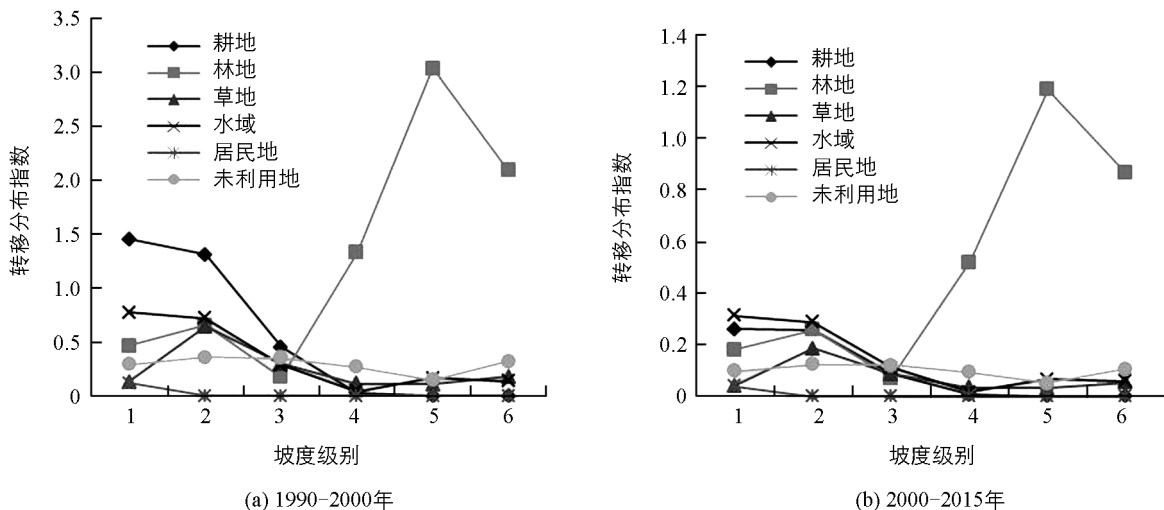 3.5
3.0
2.5
2.0
1.5
1.0
0.5
0
转移分布指数
耕地
林地
草地
水域
居民地
未利用地
1 2 3 4 5 6
坡度级别
(a) 1990-2000年
1.4
1.2
1.0
0.8
0.6
0.4
0.2
0
转移分布指数
耕地
林地
草地
水域
居民地
未利用地
1 2 3 4 5 6
坡度级别
(b) 2000-2015年